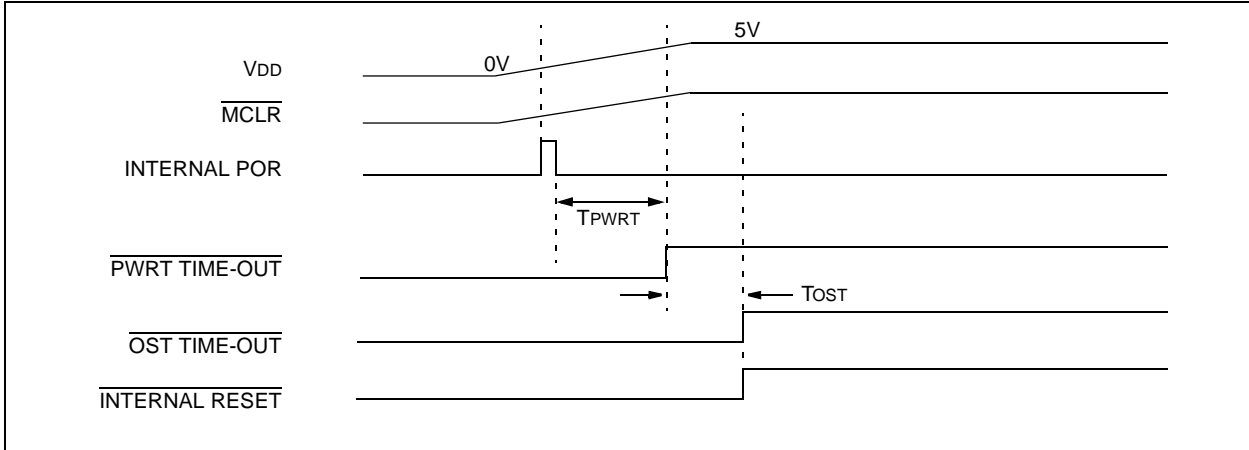 5V
0V
VDD
MCLR
INTERNAL POR
TPWRT
PWRT TIME-OUT
TOST
OST TIME-OUT
INTERNAL RESET